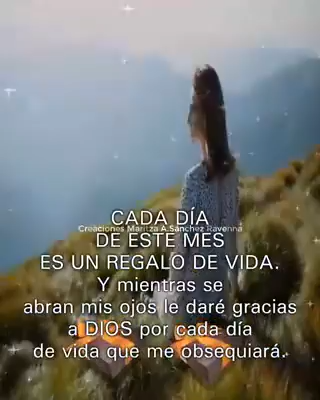 CADA DÍA
Creaciones Maritza A.Sánchez Ravenna
DE ESTE MES
ES UN REGALO DE VIDA.
Y mientras se
abran mis ojos le daré gracias
a DIOS por cada día
de vida que me obsequiará.